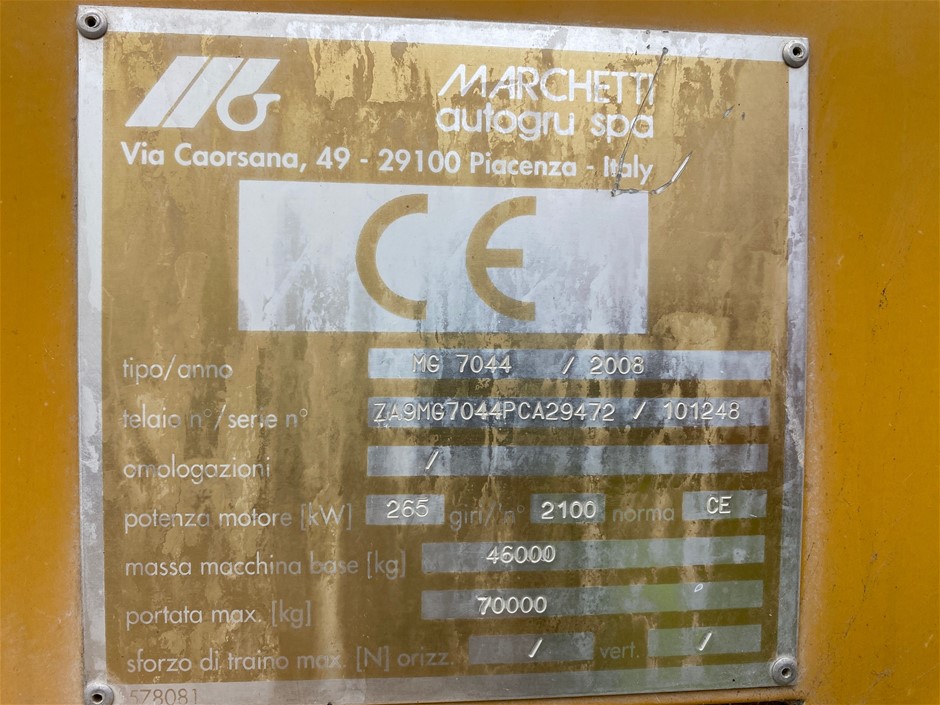 MARCHETTI
autogru spa
Via Caorsana, 49 - 29100 Piacenza - Italy
CE
tipo/anno MG 7044 / 2008
telaio n°/serie n° ZA9MG7044PCA29472 / 101248
omologazioni /
potenza motore [kW] 265 giri/'n° 2100 norma CE
massa macchina base [kg] 46000
portata max. [kg] 70000
sforzo di traino max. [N] orizz. / vert. /
578081